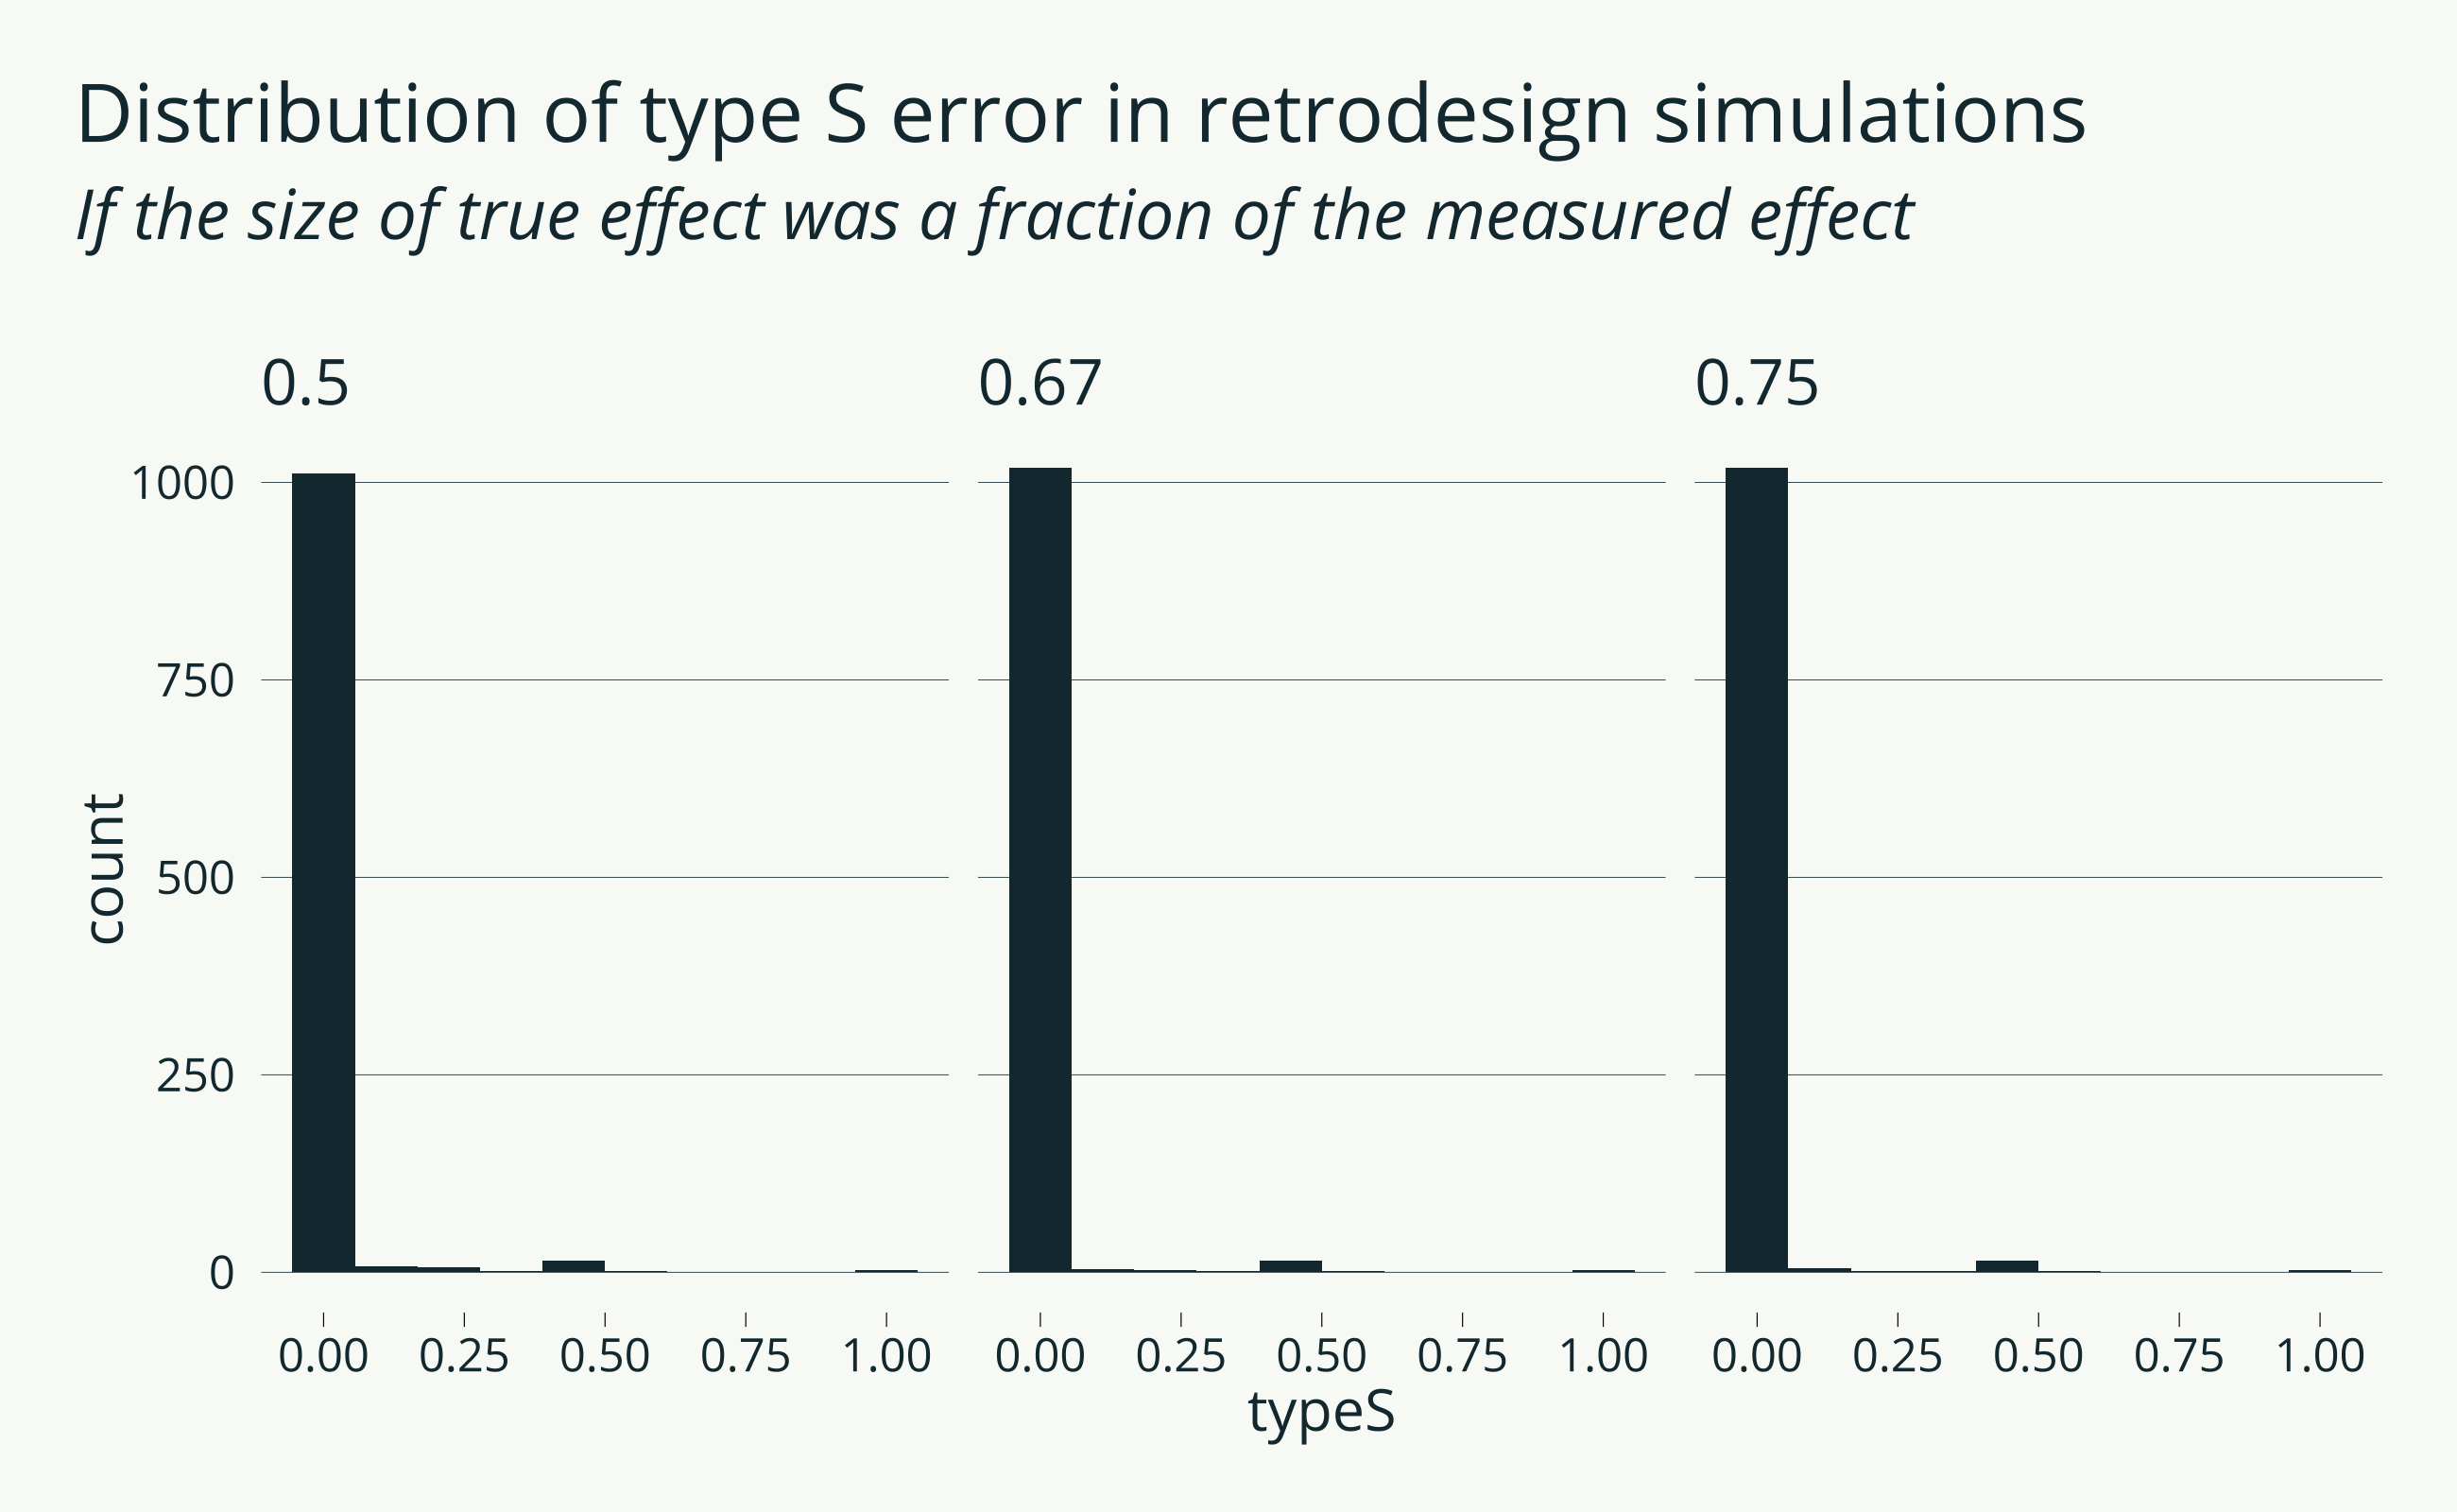 Distribution of type S error in retrodesign simulations
If the size of true effect was a fraction of the measured effect
0.5 0.67 0.75
1000
750
500
250
0
count
0.00 0.25 0.50 0.75 1.00 0.00 0.25 0.50 0.75 1.00 0.00 0.25 0.50 0.75 1.00
typeS